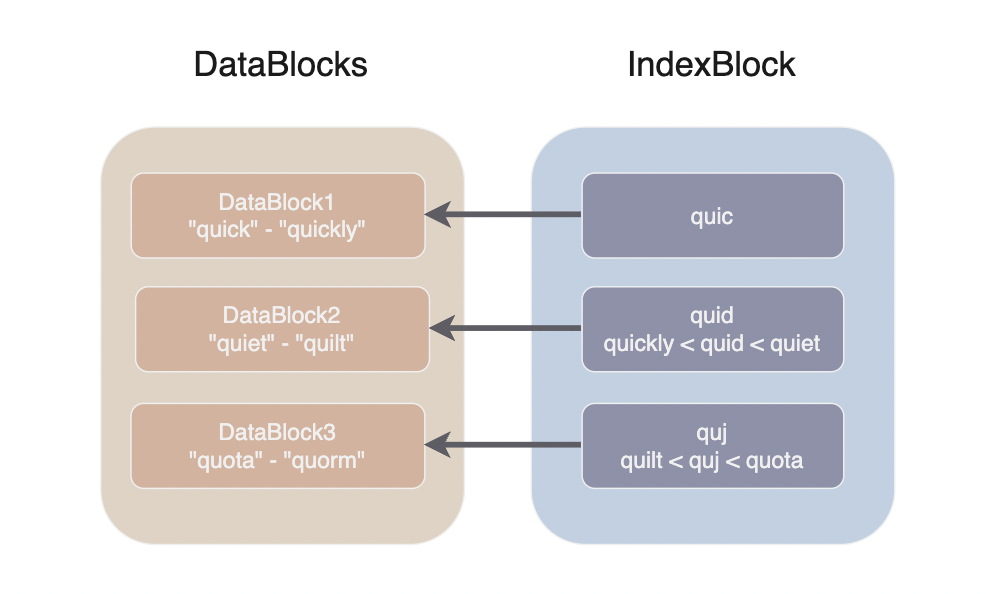 DataBlocks
IndexBlock
DataBlock1
"quick" - "quickly"
quic
DataBlock2
"quiet" - "quilt"
quid
quickly < quid < quiet
DataBlock3
"quota" - "quorm"
quj
quilt < quj < quota